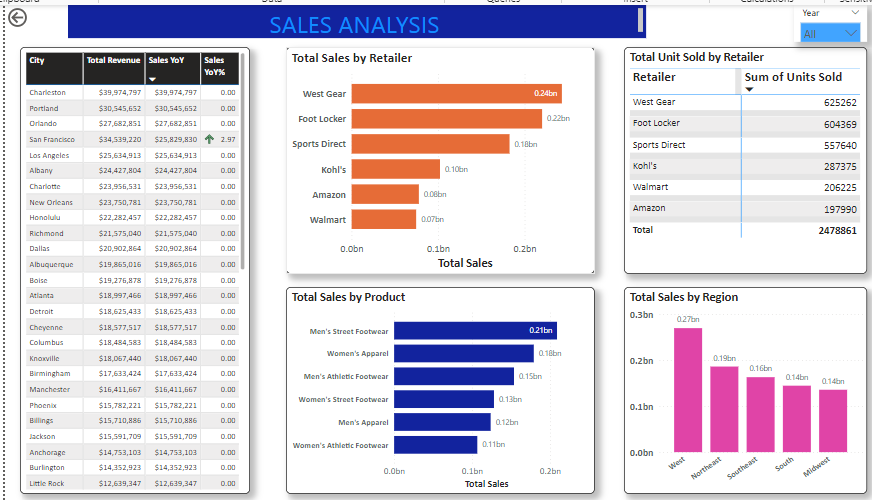 Data
Queries
Insert
Calculations
SALES ANALYSIS
Year
All
City Total Revenue Sales YoY Sales YoY%
Charleston $39,974,797 $39,974,797 0.00
Portland $30,545,652 $30,545,652 0.00
Orlando $27,682,851 $27,682,851 0.00
San Francisco $34,539,220 $25,829,830 2.97
Los Angeles $25,634,913 $25,634,913 0.00
Albany $24,427,804 $24,427,804 0.00
Charlotte $23,956,531 $23,956,531 0.00
New Orleans $23,750,781 $23,750,781 0.00
Honolulu $22,282,457 $22,282,457 0.00
Richmond $21,575,040 $21,575,040 0.00
Dallas $20,902,864 $20,902,864 0.00
Albuquerque $19,865,016 $19,865,016 0.00
Boise $19,276,878 $19,276,878 0.00
Atlanta $18,997,466 $18,997,466 0.00
Detroit $18,625,433 $18,625,433 0.00
Cheyenne $18,577,517 $18,577,517 0.00
Columbus $18,484,583 $18,484,583 0.00
Knoxville $18,067,440 $18,067,440 0.00
Birmingham $17,633,424 $17,633,424 0.00
Manchester $16,411,667 $16,411,667 0.00
Phoenix $15,782,221 $15,782,221 0.00
Billings $15,710,886 $15,710,886 0.00
Jackson $15,591,709 $15,591,709 0.00
Anchorage $14,753,103 $14,753,103 0.00
Burlington $14,352,923 $14,352,923 0.00
Little Rock $12,639,347 $12,639,347 0.00
Total Sales by Retailer
West Gear 0.24bn
Foot Locker 0.22bn
Sports Direct 0.18bn
Kohl's 0.10bn
Amazon 0.08bn
Walmart 0.07bn
0.0bn 0.1bn 0.2bn
Total Sales
Total Unit Sold by Retailer
Retailer Sum of Units Sold
West Gear 625262
Foot Locker 604369
Sports Direct 557640
Kohl's 287375
Walmart 206225
Amazon 197990
Total 2478861
Total Sales by Product
Men's Street Footwear 0.21bn
Women's Apparel 0.18bn
Men's Athletic Footwear 0.15bn
Women's Street Footwear 0.13bn
Men's Apparel 0.12bn
Women's Athletic Footwear 0.11bn
0.0bn 0.1bn 0.2bn
Total Sales
Total Sales by Region
0.3bn
0.2bn
0.1bn
0.0bn
0.27bn 0.19bn 0.16bn 0.14bn 0.14bn
West Northeast Southeast South Midwest